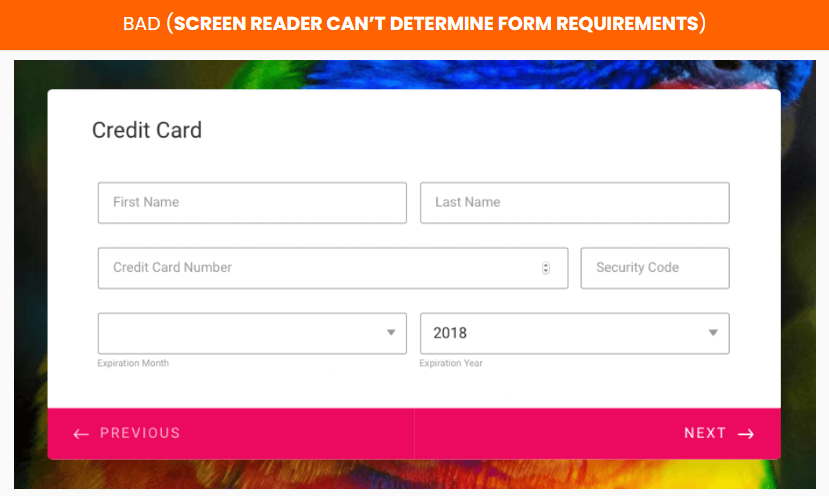 BAD (SCREEN READER CAN’T DETERMINE FORM REQUIREMENTS)
Credit Card
First Name Last Name
Credit Card Number Security Code
2018
Expiration Month Expiration Year
← PREVIOUS NEXT →